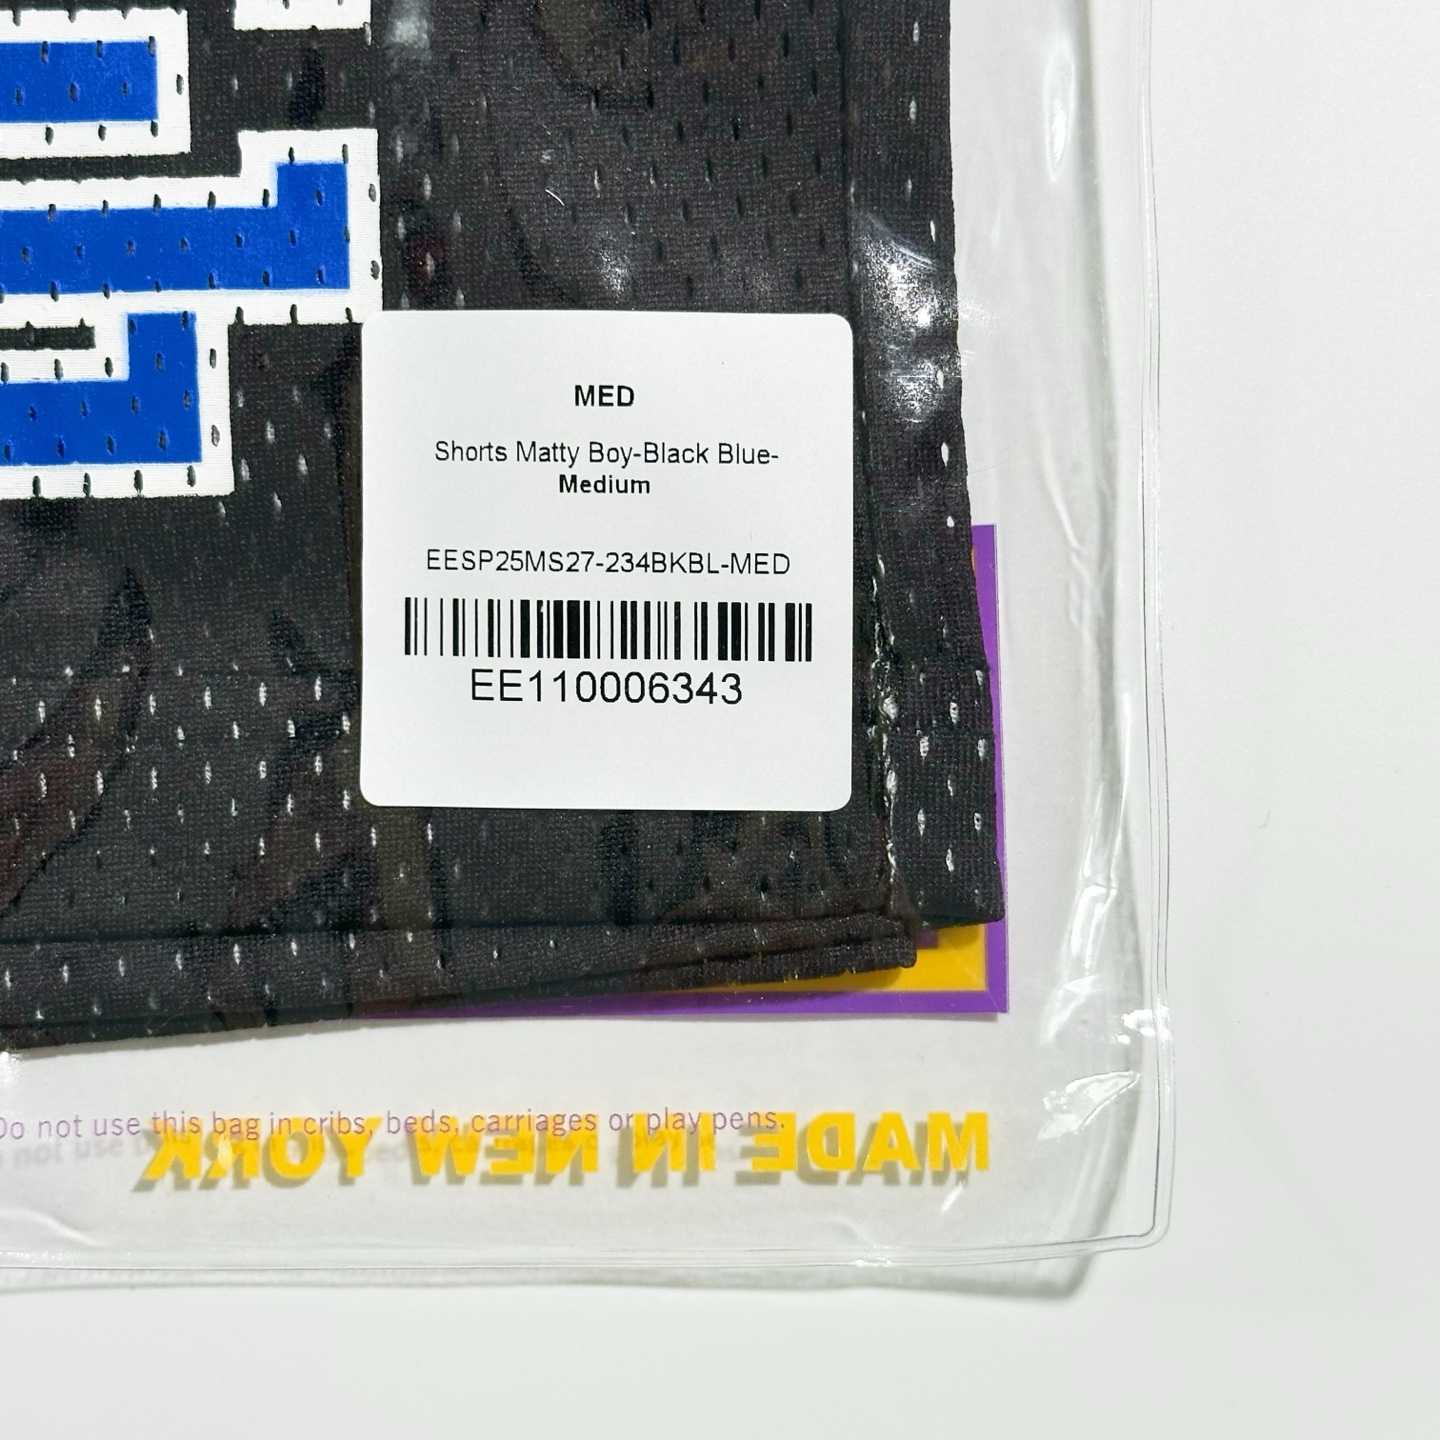 MED
Shorts Matty Boy-Black Blue-
Medium
EESP25MS27-234BKBL-MED
EE110006343
Do not use this bag in cribs, beds, carriages or play pens.
MADE IN NEW YORK